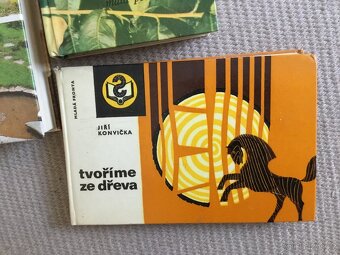 MLADÁ FRONTA
JIŘÍ
KONVIČKA
tvoříme
ze dřeva